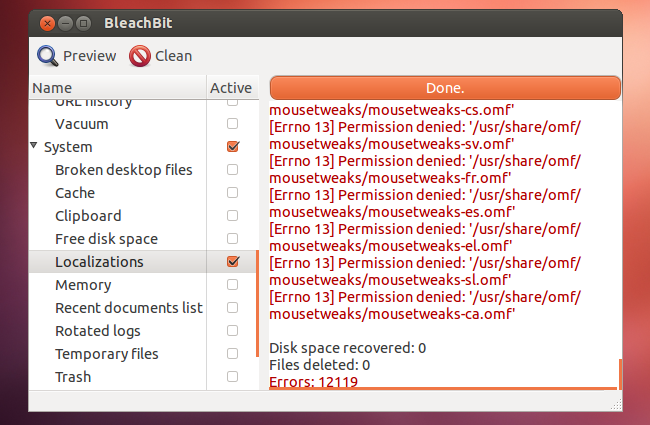 BleachBit
Preview Clean
Name Active
URL history
Vacuum
System
Broken desktop files
Cache
Clipboard
Free disk space
Localizations
Memory
Recent documents list
Rotated logs
Temporary files
Trash
Done.
mousetweaks/mousetweaks-cs.omf'
[Errno 13] Permission denied: '/usr/share/omf/
mousetweaks/mousetweaks-sv.omf'
[Errno 13] Permission denied: '/usr/share/omf/
mousetweaks/mousetweaks-fr.omf'
[Errno 13] Permission denied: '/usr/share/omf/
mousetweaks/mousetweaks-es.omf'
[Errno 13] Permission denied: '/usr/share/omf/
mousetweaks/mousetweaks-el.omf'
[Errno 13] Permission denied: '/usr/share/omf/
mousetweaks/mousetweaks-sl.omf'
[Errno 13] Permission denied: '/usr/share/omf/
mousetweaks/mousetweaks-ca.omf'
Disk space recovered: 0
Files deleted: 0
Errors: 12119